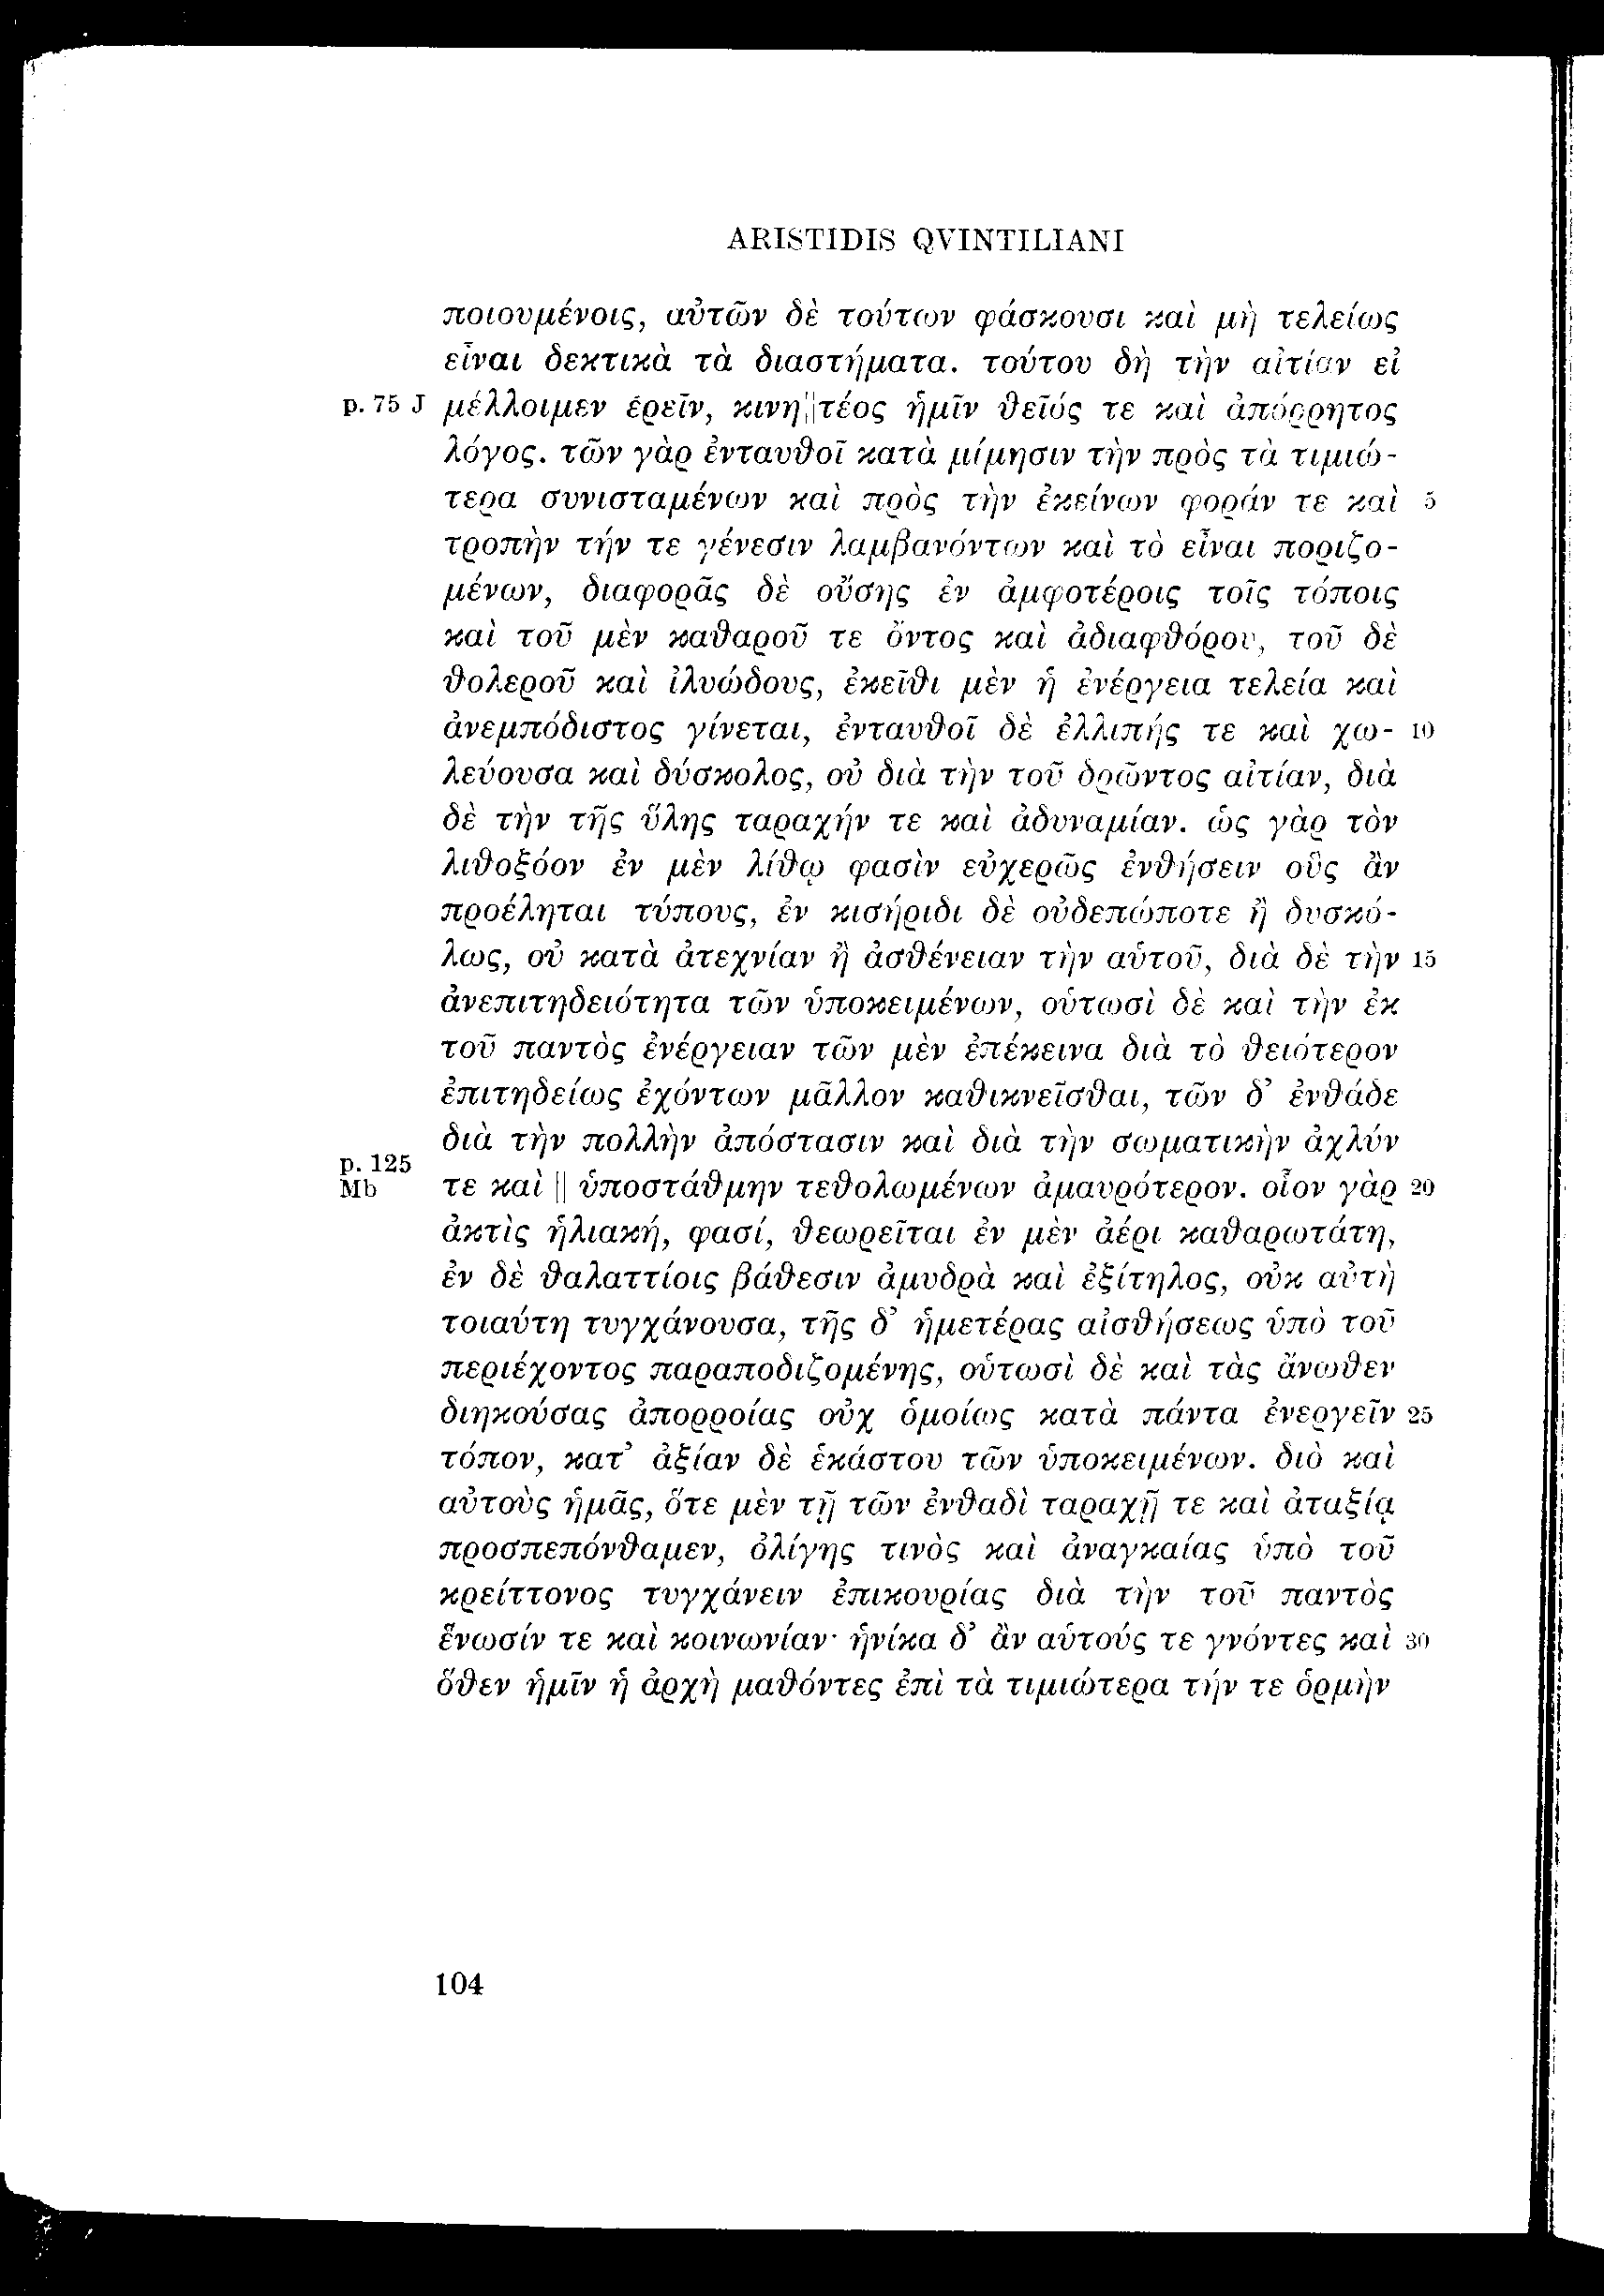 ARISTIDIS QVINTILIANI
ποιουμένοις, αὐτῶν δὲ τούτων φάσκουσι καὶ μὴ τελείως
εἶναι δεκτικὰ τὰ διαστήματα. τούτου δὴ τὴν αἰτίαν εἰ
p. 75 J μέλλοιμεν ἐρεῖν, κινη||τέος ἡμῖν θεῖός τε καὶ ἀπόρρητος
λόγος. τῶν γὰρ ἐνταυθοῖ κατὰ μίμησιν τὴν πρὸς τὰ τιμιώ-
τερα συνισταμένων καὶ πρὸς τὴν ἐκείνων φοράν τε καὶ 5
τροπὴν τήν τε γένεσιν λαμβανόντων καὶ τὸ εἶναι ποριζο-
μένων, διαφορᾶς δὲ οὔσης ἐν ἀμφοτέροις τοῖς τόποις
καὶ τοῦ μὲν καθαροῦ τε ὄντος καὶ ἀδιαφθόρου, τοῦ δὲ
θολεροῦ καὶ ἰλυώδους, ἐκεῖθι μὲν ἡ ἐνέργεια τελεία καὶ
ἀνεμπόδιστος γίνεται, ἐνταυθοῖ δὲ ἐλλιπής τε καὶ χω- 10
λεύουσα καὶ δύσκολος, οὐ διὰ τὴν τοῦ δρῶντος αἰτίαν, διὰ
δὲ τὴν τῆς ὕλης ταραχήν τε καὶ ἀδυναμίαν. ὡς γὰρ τὸν
λιθοξόον ἐν μὲν λίθῳ φασὶν εὐχερῶς ἐνθήσειν οὓς ἂν
προέληται τύπους, ἐν κισήριδι δὲ οὐδεπώποτε ἢ δυσκό-
λως, οὐ κατὰ ἀτεχνίαν ἢ ἀσθένειαν τὴν αὑτοῦ, διὰ δὲ τὴν 15
ἀνεπιτηδειότητα τῶν ὑποκειμένων, οὑτωσὶ δὲ καὶ τὴν ἐκ
τοῦ παντὸς ἐνέργειαν τῶν μὲν ἐπέκεινα διὰ τὸ θειότερον
ἐπιτηδείως ἐχόντων μᾶλλον καθικνεῖσθαι, τῶν δ’ ἐνθάδε
διὰ τὴν πολλὴν ἀπόστασιν καὶ διὰ τὴν σωματικὴν ἀχλύν
p. 125
Mb τε καὶ || ὑποστάθμην τεθολωμένων ἀμαυρότερον. οἷον γὰρ 20
ἀκτὶς ἡλιακή, φασί, θεωρεῖται ἐν μὲν ἀέρι καθαρωτάτη,
ἐν δὲ θαλαττίοις βάθεσιν ἀμυδρὰ καὶ ἐξίτηλος, οὐκ αὐτὴ
τοιαύτη τυγχάνουσα, τῆς δ’ ἡμετέρας αἰσθήσεως ὑπὸ τοῦ
περιέχοντος παραποδιζομένης, οὑτωσὶ δὲ καὶ τὰς ἄνωθεν
διηκούσας ἀπορροίας οὐχ ὁμοίως κατὰ πάντα ἐνεργεῖν 25
τόπον, κατ’ ἀξίαν δὲ ἑκάστου τῶν ὑποκειμένων. διὸ καὶ
αὐτοὺς ἡμᾶς, ὅτε μὲν τῇ τῶν ἐνθαδὶ ταραχῇ τε καὶ ἀταξίᾳ
προσπεπόνθαμεν, ὀλίγης τινὸς καὶ ἀναγκαίας ὑπὸ τοῦ
κρείττονος τυγχάνειν ἐπικουρίας διὰ τὴν τοῦ παντὸς
ἕνωσίν τε καὶ κοινωνίαν· ἡνίκα δ’ ἂν αὑτούς τε γνόντες καὶ 30
ὅθεν ἡμῖν ἡ ἀρχὴ μαθόντες ἐπὶ τὰ τιμιώτερα τήν τε ὁρμὴν
104